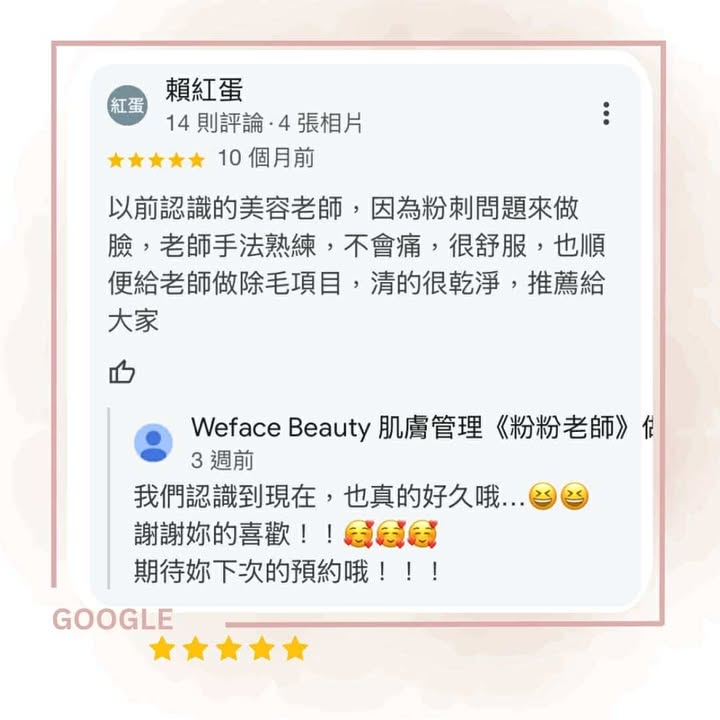 紅蛋
賴紅蛋
14 則評論·4 張相片
10 個月前
以前認識的美容老師，因為粉刺問題來做
臉，老師手法熟練，不會痛，很舒服，也順
便給老師做除毛項目，清的很乾淨，推薦給
大家
Weface Beauty 肌膚管理《粉粉老師》
3 週前
我們認識到現在，也真的好久哦...😆😆
謝謝妳的喜歡！！🥰🥰🥰
期待妳下次的預約哦！！！
GOOGLE